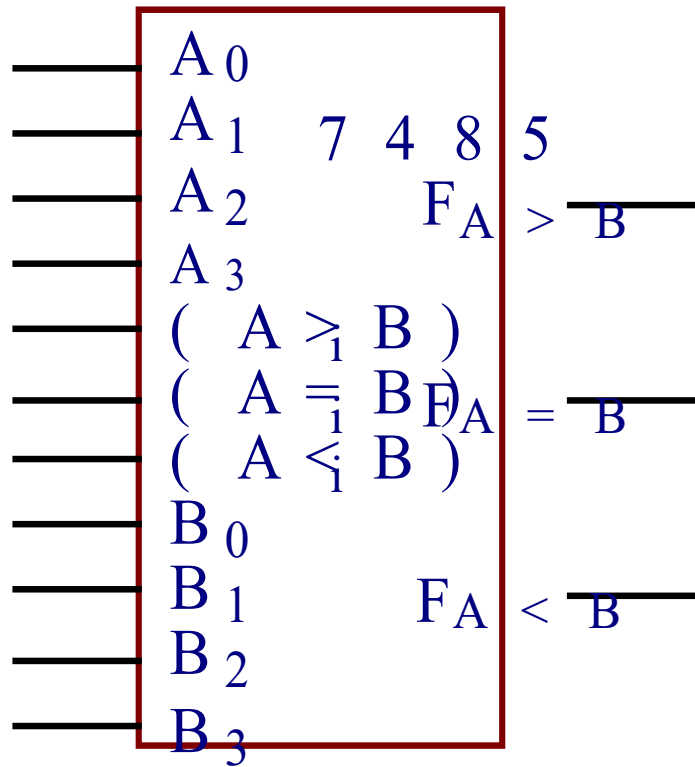 A0
A1
7485
A2
FA > B
A3
(A >i B)
(A =i B)
FA = B
(A <i B)
B0
B1
FA < B
B2
B3